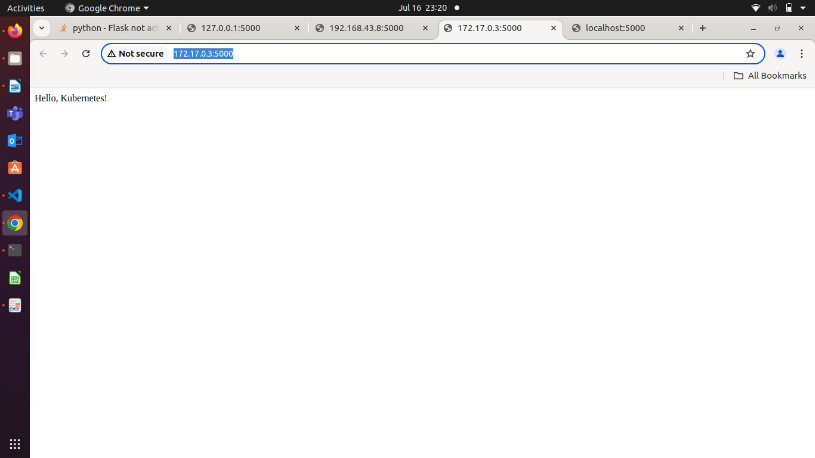 Activities
Google Chrome
Jul 16 23:20
python - Flask not ac
127.0.0.1:5000
192.168.43.8:5000
172.17.0.3:5000
localhost:5000
Not secure
172.17.0.3:5000
All Bookmarks
Hello, Kubernetes!